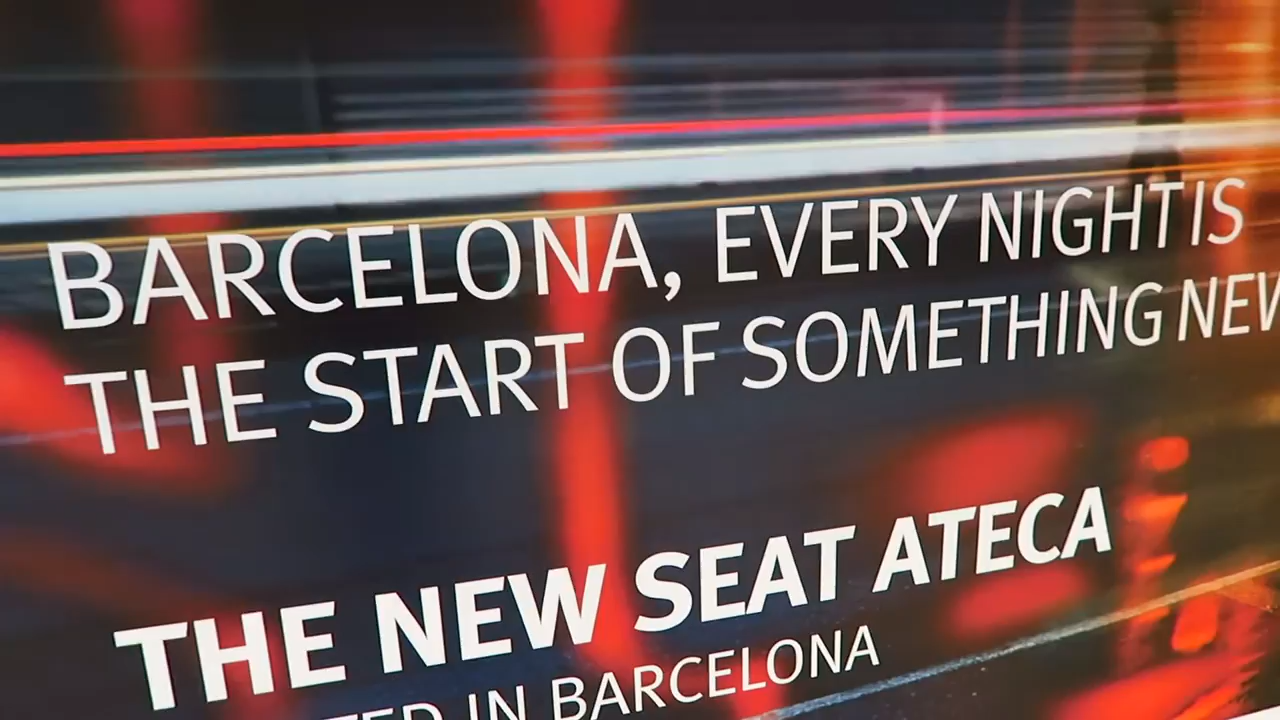 BARCELONA, EVERY NIGHT IS
THE START OF SOMETHING NEW
THE NEW SEAT ATECA
IN BARCELONA